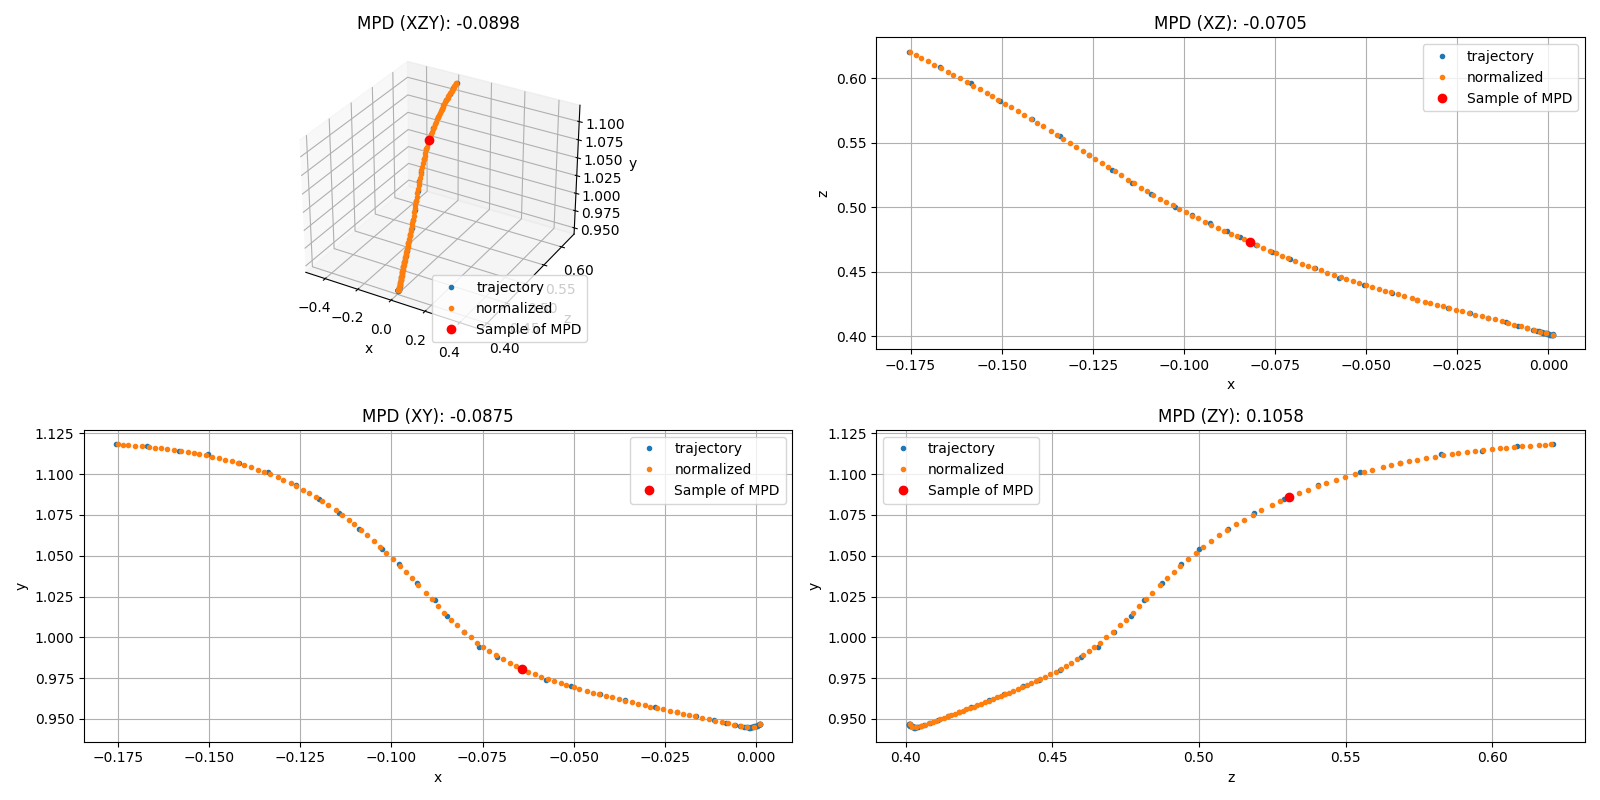 MPD (XZY): -0.0898
1.100
1.075
1.050
1.025
1.000
0.975
0.950
y
0.60
0.55
0.40
z
−0.4
−0.2
0.0
0.2
0.4
x
trajectory
normalized
Sample of MPD
MPD (XZ): -0.0705
trajectory
normalized
Sample of MPD
0.60
0.55
0.50
0.45
0.40
z
−0.175 −0.150 −0.125 −0.100 −0.075 −0.050 −0.025 0.000
x
MPD (XY): -0.0875
trajectory
normalized
Sample of MPD
1.125
1.100
1.075
1.050
1.025
1.000
0.975
0.950
y
−0.175 −0.150 −0.125 −0.100 −0.075 −0.050 −0.025 0.000
x
MPD (ZY): 0.1058
trajectory
normalized
Sample of MPD
1.125
1.100
1.075
1.050
1.025
1.000
0.975
0.950
y
0.40 0.45 0.50 0.55 0.60
z